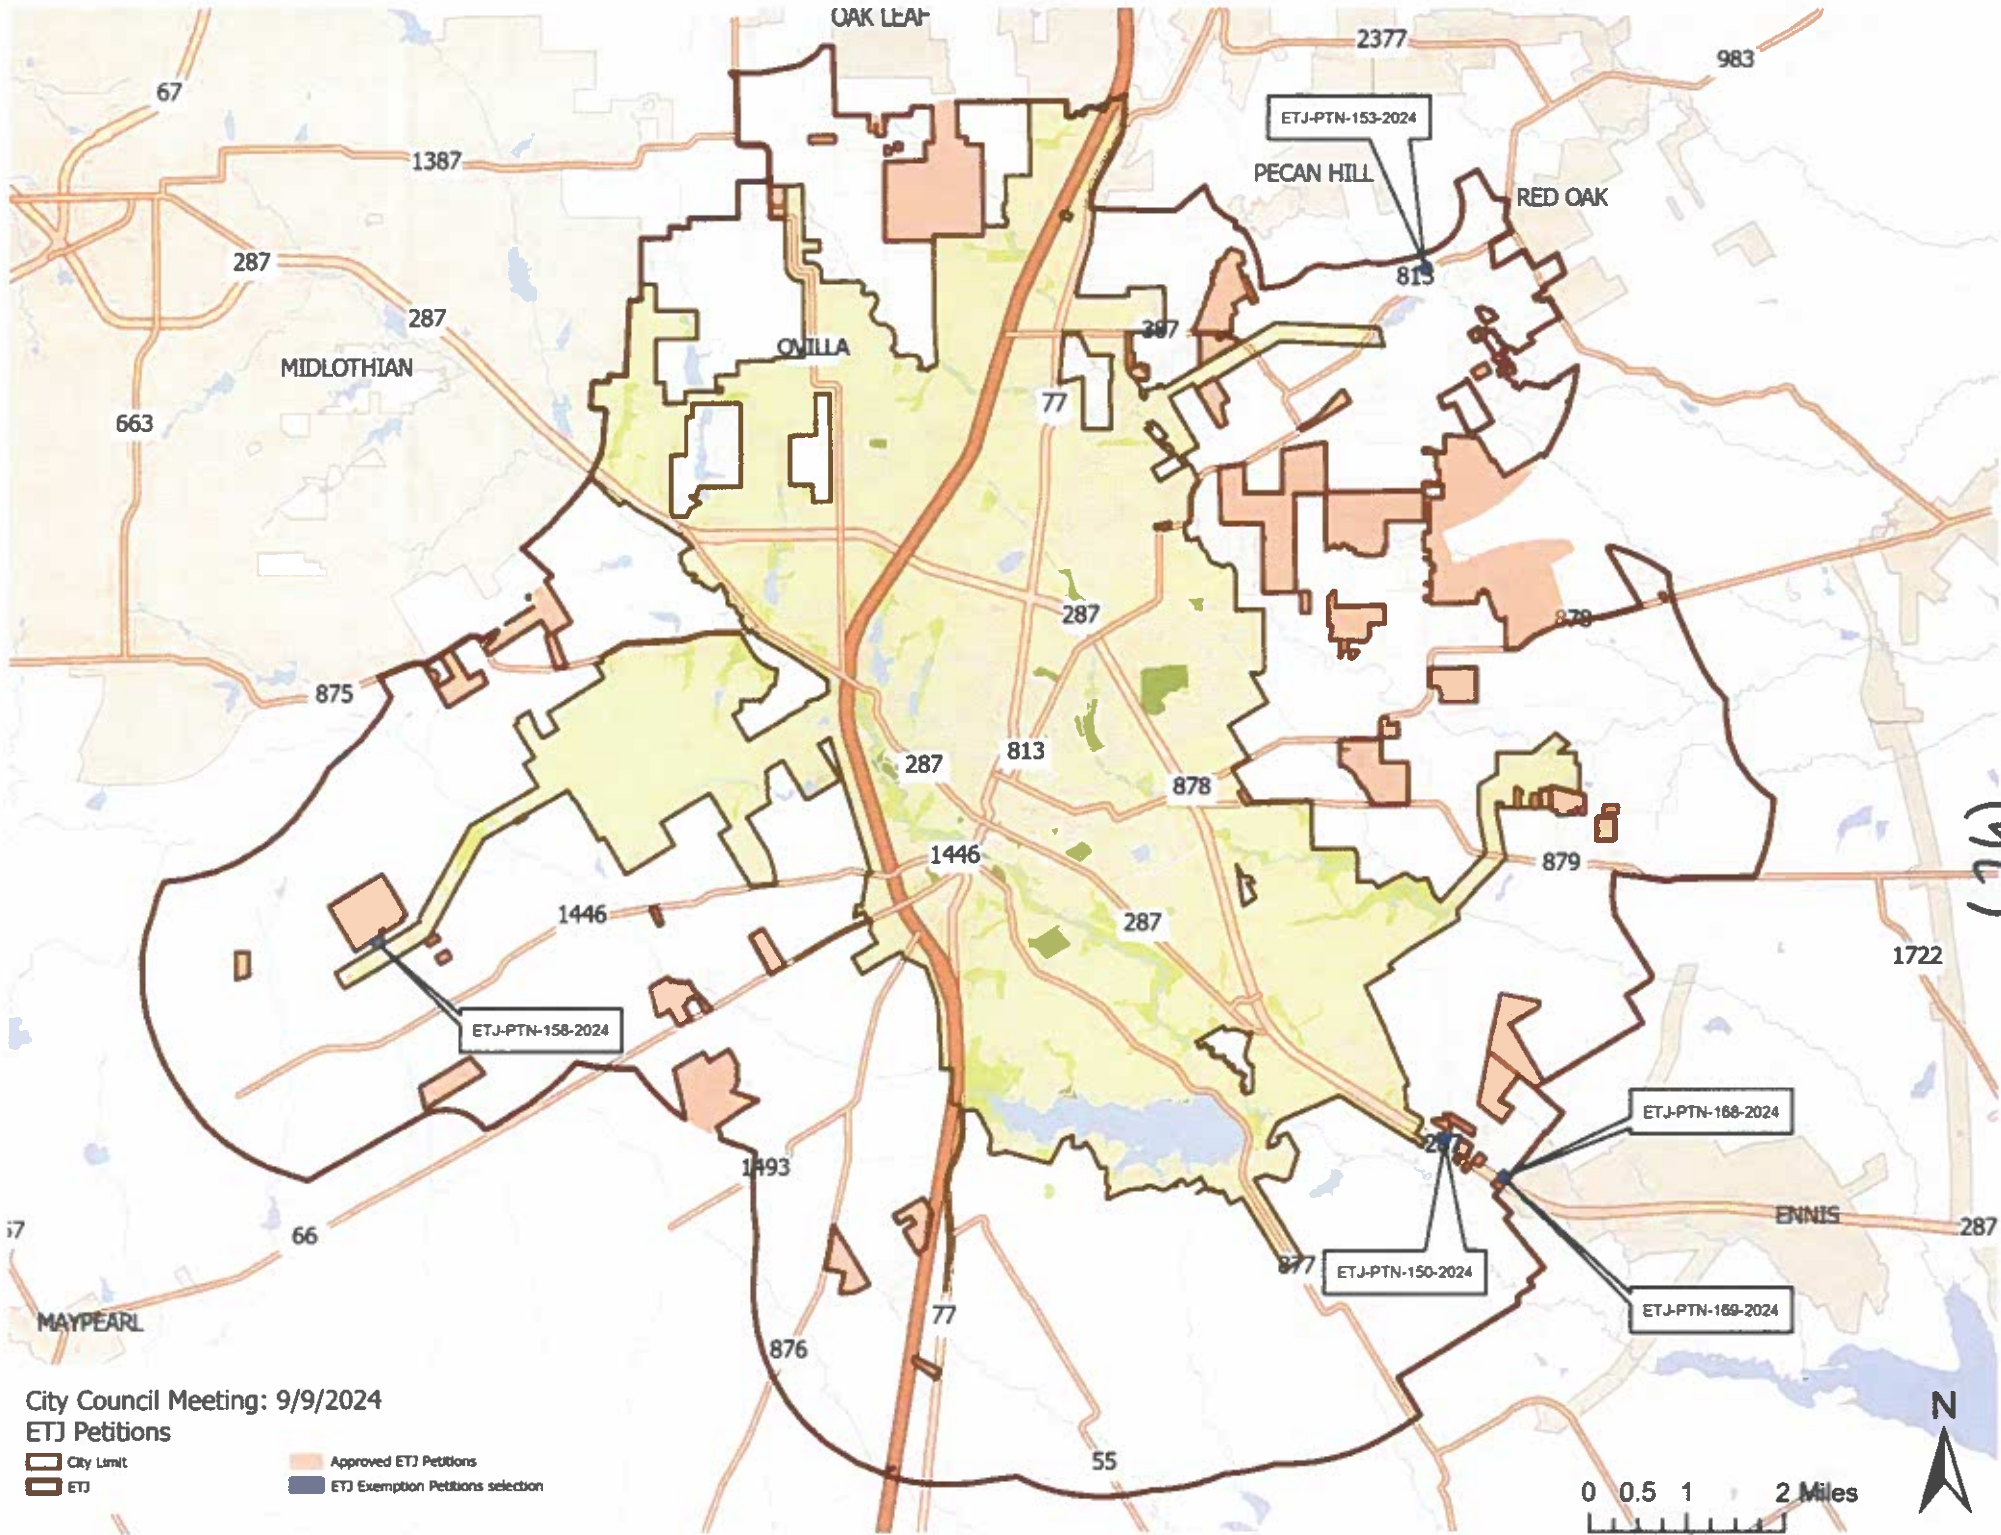 OAK LEAF
2377
983
67
ETJ-PTN-153-2024
1387
PECAN HILL
RED OAK
287
813
287
387
OVILLA
MIDLOTHIAN
77
663
287
878
875
813
287
878
1446
879
1446
287
1722
ETJ-PTN-158-2024
ETJ-PTN-168-2024
287
1493
66
ENNIS
287
57
877
ETJ-PTN-150-2024
ETJ-PTN-169-2024
77
MAYPEARL
876
City Council Meeting: 9/9/2024
ETJ Petitions
City Limit
Approved ETJ Petitions
ETJ
ETJ Exemption Petitions selection
55
N
0 0.5 1 2 Miles